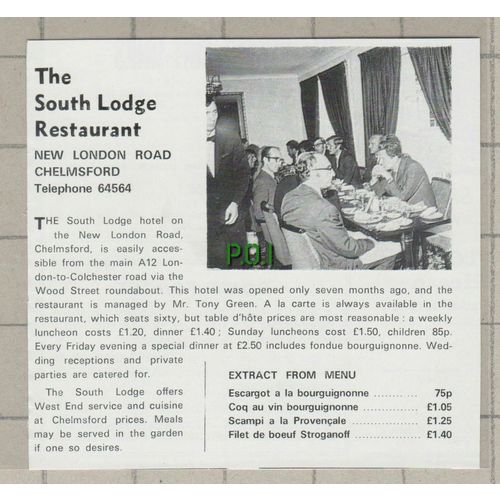 The
South Lodge
Restaurant
NEW LONDON ROAD
CHELMSFORD
Telephone 64564
THE South Lodge hotel on
the New London Road,
Chelmsford, is easily acces-
sible from the main A12 Lon-
don-to-Colchester road via the
Wood Street roundabout. This hotel was opened only seven months ago, and the
restaurant is managed by Mr. Tony Green. A la carte is always available in the
restaurant, which seats sixty, but table d'hôte prices are most reasonable : a weekly
luncheon costs £1.20, dinner £1.40 ; Sunday luncheons cost £1.50, children 85p.
Every Friday evening a special dinner at £2.50 includes fondue bourguignonne. Wed-
ding receptions and private
parties are catered for.
The South Lodge offers
West End service and cuisine
at Chelmsford prices. Meals
may be served in the garden
if one so desires.
P.O.I
EXTRACT FROM MENU
Escargot a la bourguignonne ............ 75p
Coq au vin bourguignonne ............... £1.05
Scampi a la Provençale .................. £1.25
Filet de boeuf Stroganoff ............... £1.40